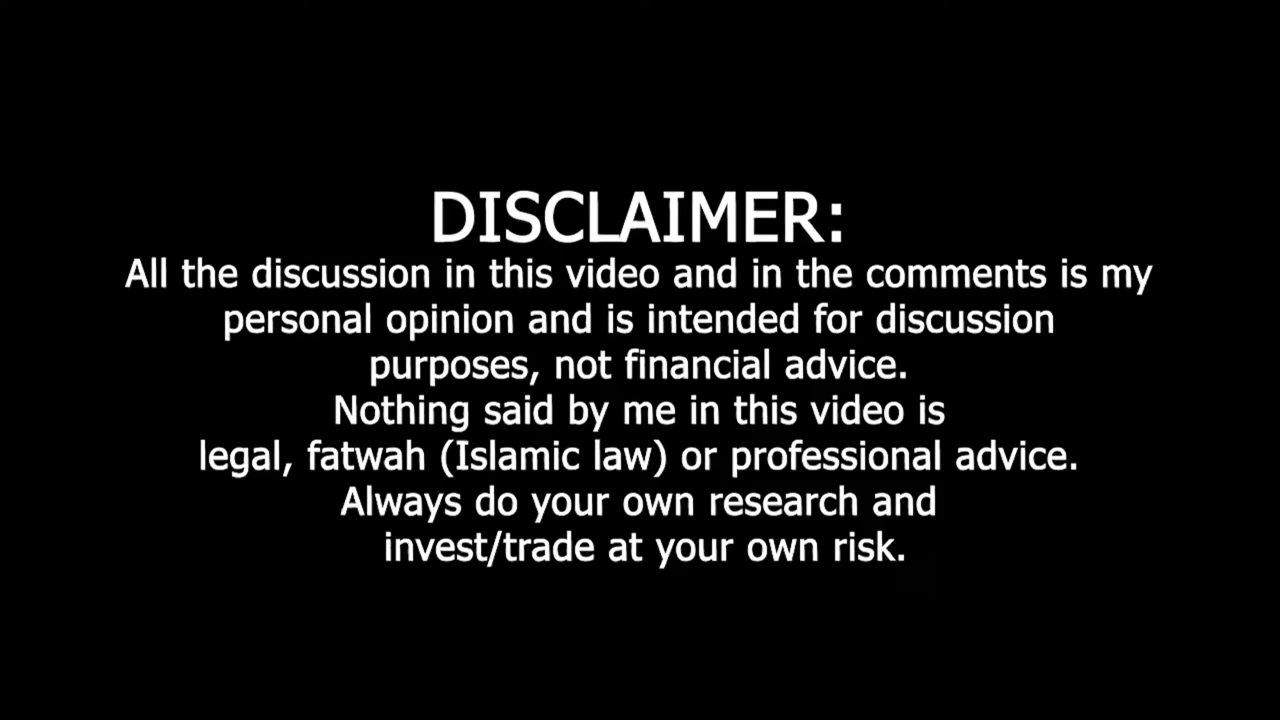 DISCLAIMER:
All the discussion in this video and in the comments is my
personal opinion and is intended for discussion
purposes, not financial advice.
Nothing said by me in this video is
legal, fatwah (Islamic law) or professional advice.
Always do your own research and
invest/trade at your own risk.